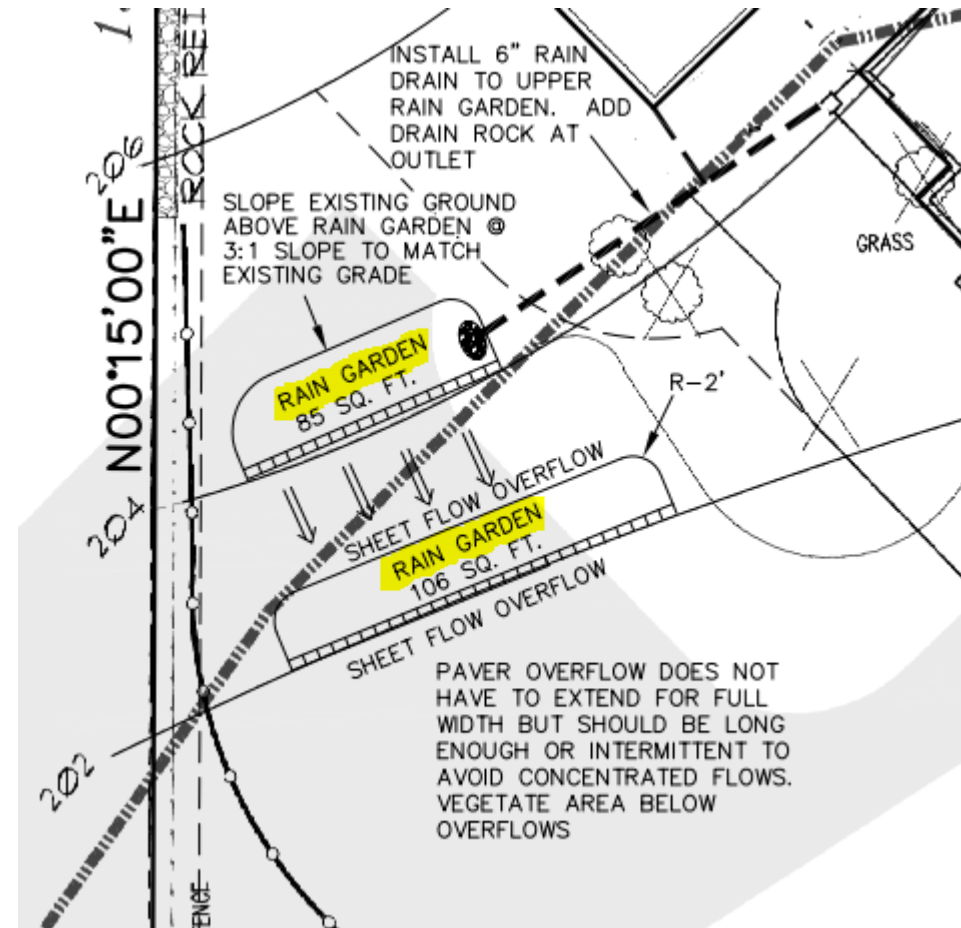 ROCK RET
INSTALL 6" RAIN
DRAIN TO UPPER
RAIN GARDEN. ADD
DRAIN ROCK AT
OUTLET
206
SLOPE EXISTING GROUND
ABOVE RAIN GARDEN @
3:1 SLOPE TO MATCH
EXISTING GRADE
GRASS
N00°15'00"E
RAIN GARDEN
85 SQ. FT.
R-2'
204
SHEET FLOW OVERFLOW
RAIN GARDEN
106 SQ. FT.
SHEET FLOW OVERFLOW
PAVER OVERFLOW DOES NOT
HAVE TO EXTEND FOR FULL
WIDTH BUT SHOULD BE LONG
ENOUGH OR INTERMITTENT TO
AVOID CONCENTRATED FLOWS.
VEGETATE AREA BELOW
OVERFLOWS
202
ENCE